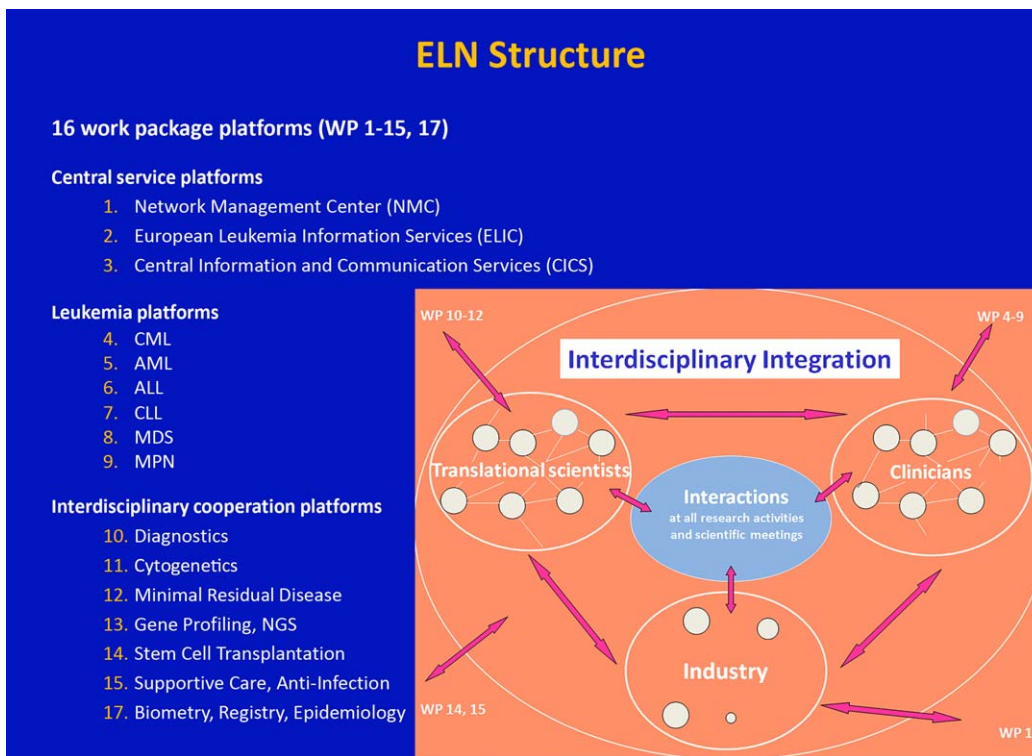 ELN Structure
16 work package platforms (WP 1-15, 17)
Central service platforms
1. Network Management Center (NMC)
2. European Leukemia Information Services (ELIC)
3. Central Information and Communication Services (CICS)
Leukemia platforms
4. CML
5. AML
6. ALL
7. CLL
8. MDS
9. MPN
Interdisciplinary cooperation platforms
10. Diagnostics
11. Cytogenetics
12. Minimal Residual Disease
13. Gene Profiling, NGS
14. Stem Cell Transplantation
15. Supportive Care, Anti-Infection
17. Biometry, Registry, Epidemiology
WP 10-12
WP 4-9
Interdisciplinary Integration
Translational scientists
Clinicians
Interactions
at all research activities
and scientific meetings
Industry
WP 14, 15
WP 1